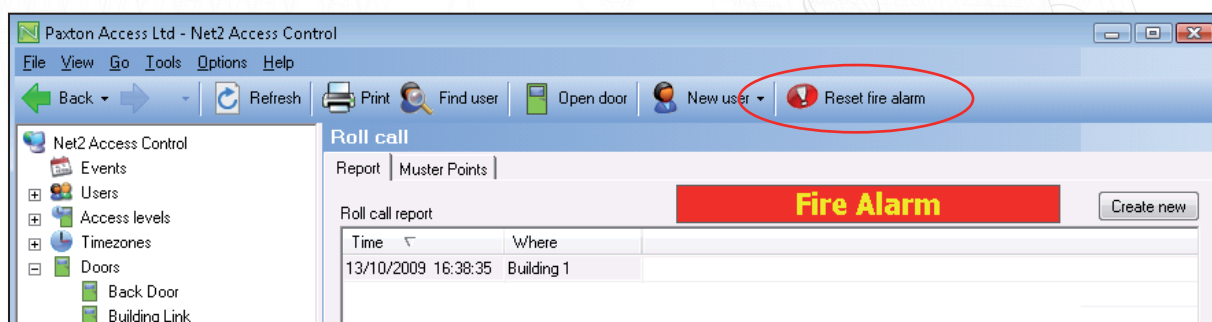 Paxton Access Ltd - Net2 Access Control
File View Go Tools Options Help
Back Refresh Print Find user Open door New user Reset fire alarm
Net2 Access Control
Events
Users
Access levels
Timezones
Doors
Back Door
Building Link
Roll call
Report Muster Points
Roll call report
Fire Alarm
Create new
Time Where
13/10/2009 16:38:35 Building 1